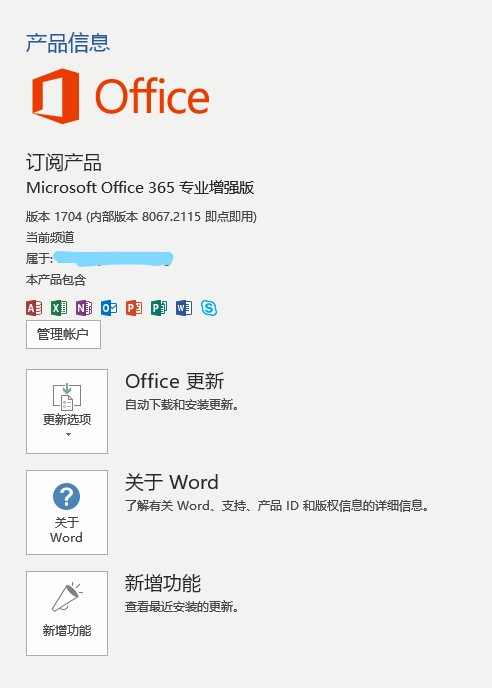 产品信息
Office
订阅产品
Microsoft Office 365 专业增强版
版本 1704 (内部版本 8067.2115 即点即用)
当前频道
属于:
本产品包含
A X N O P P W S
管理帐户
更新选项
Office 更新
自动下载和安装更新。
关于
Word
关于 Word
了解有关 Word、支持、产品 ID 和版权信息的详细信息。
新增功能
新增功能
查看最近安装的更新。